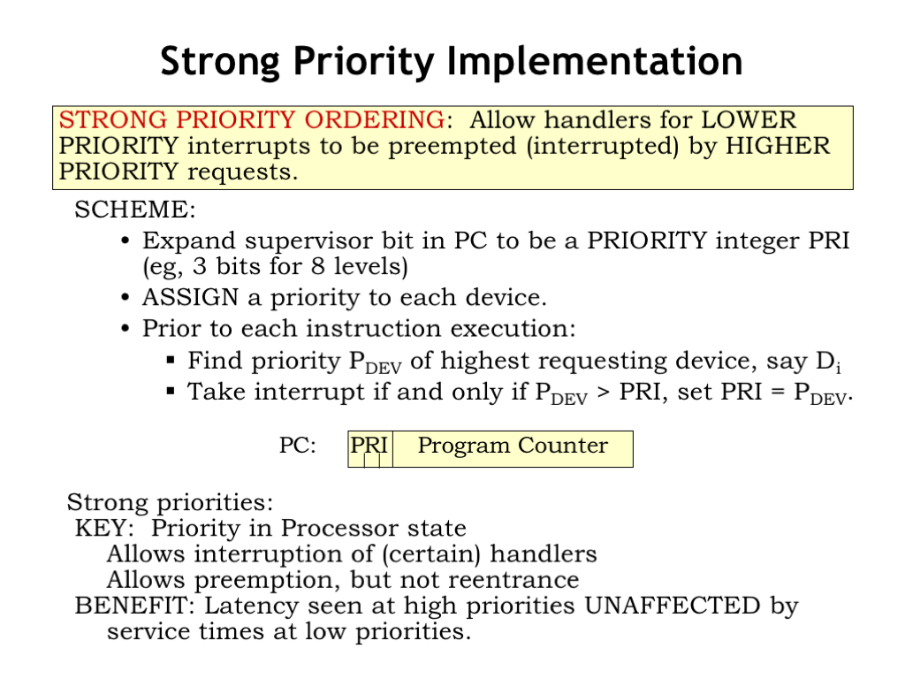 Strong Priority Implementation
STRONG PRIORITY ORDERING: Allow handlers for LOWER
PRIORITY interrupts to be preempted (interrupted) by HIGHER
PRIORITY requests.
SCHEME:
• Expand supervisor bit in PC to be a PRIORITY integer PRI
(eg, 3 bits for 8 levels)
• ASSIGN a priority to each device.
• Prior to each instruction execution:
▪ Find priority P_DEV of highest requesting device, say D_i
▪ Take interrupt if and only if P_DEV > PRI, set PRI = P_DEV.
PC: PRI Program Counter
Strong priorities:
KEY: Priority in Processor state
Allows interruption of (certain) handlers
Allows preemption, but not reentrance
BENEFIT: Latency seen at high priorities UNAFFECTED by
service times at low priorities.